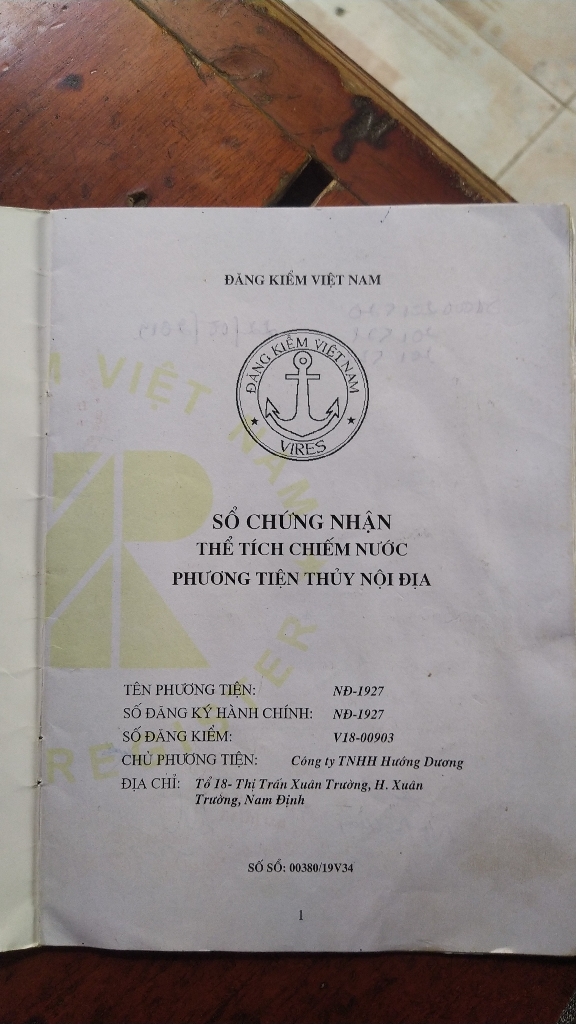 ĐĂNG KIỂM VIỆT NAM
ĐĂNG KIỂM VIỆT NAM
VIRES
M VIỆT NAM
REGISTER
SỔ CHỨNG NHẬN
THỂ TÍCH CHIẾM NƯỚC
PHƯƠNG TIỆN THỦY NỘI ĐỊA
TÊN PHƯƠNG TIỆN: NĐ-1927
SỐ ĐĂNG KÝ HÀNH CHÍNH: NĐ-1927
SỐ ĐĂNG KIỂM: V18-00903
CHỦ PHƯƠNG TIỆN: Công ty TNHH Hướng Dương
ĐỊA CHỈ: Tổ 18- Thị Trấn Xuân Trường, H. Xuân
Trường, Nam Định
SỐ SỔ: 00380/19V34
1